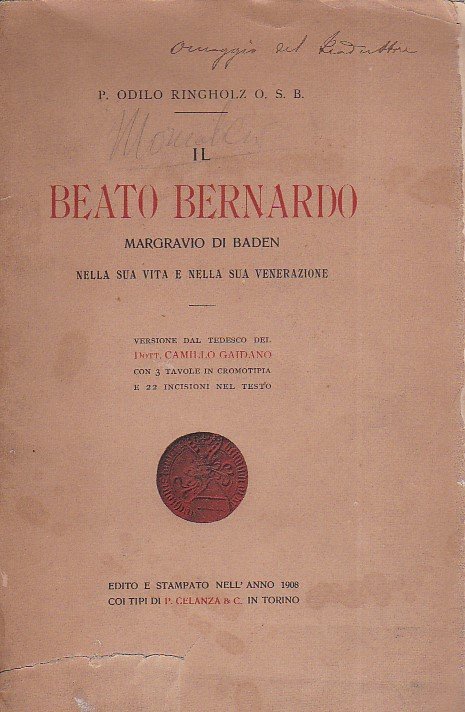 Omaggio del Traduttore
P. ODILO RINGHOLZ O. S. B.
IL
BEATO BERNARDO
MARGRAVIO DI BADEN
NELLA SUA VITA E NELLA SUA VENERAZIONE
VERSIONE DAL TEDESCO DEL
DOTT. CAMILLO GAIDANO
CON 3 TAVOLE IN CROMOTIPIA
E 22 INCISIONI NEL TESTO
EDITO E STAMPATO NELL'ANNO 1908
COI TIPI DI P. CELANZA & C. IN TORINO